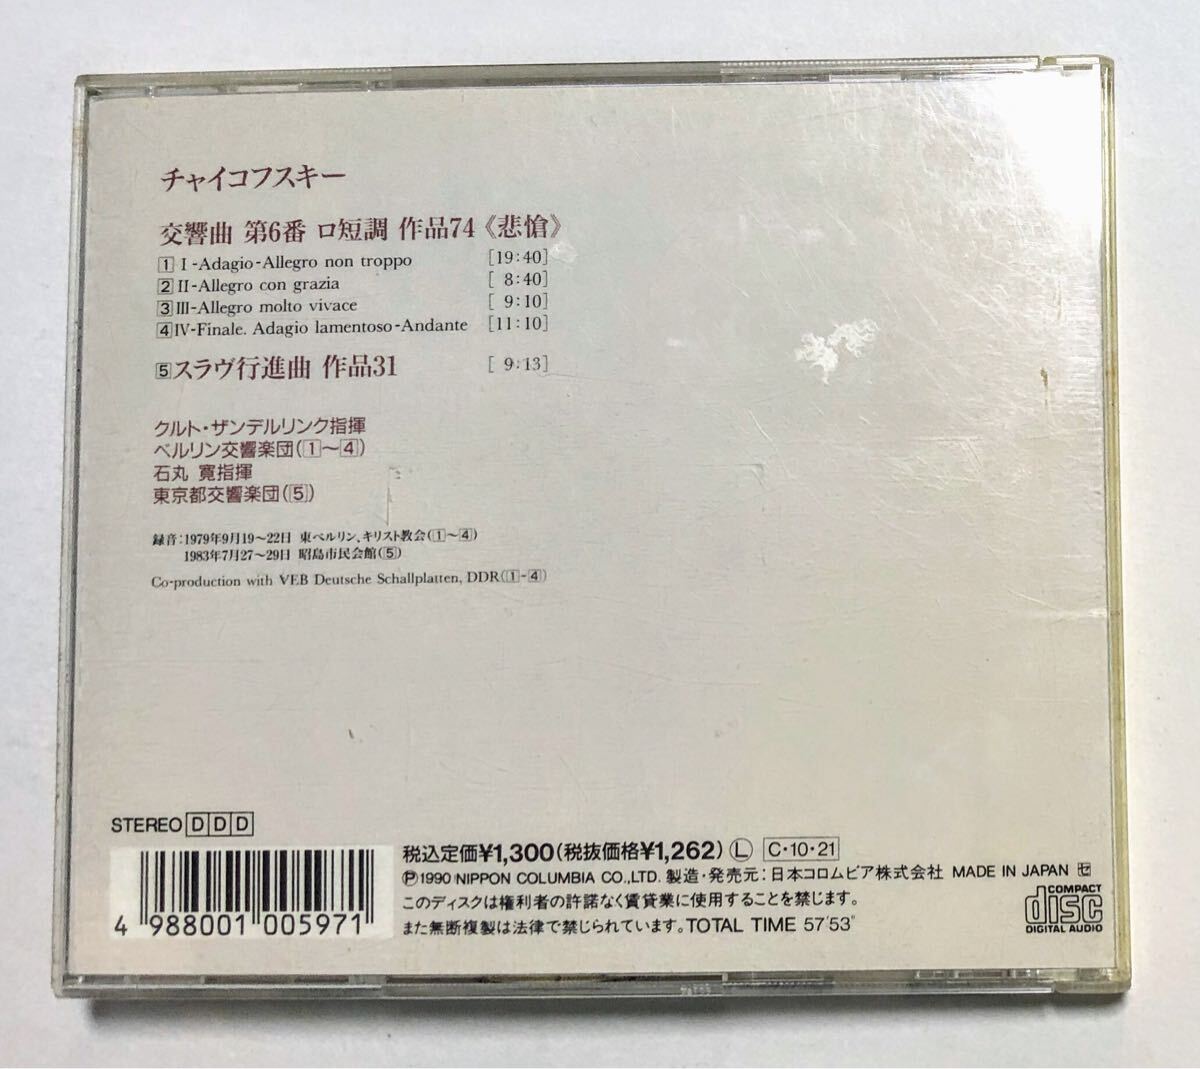 チャイコフスキー
交響曲 第6番 ロ短調 作品74《悲愴》
1 I-Adagio-Allegro non troppo [19:40]
2 II-Allegro con grazia [ 8:40]
3 III-Allegro molto vivace [ 9:10]
4 IV-Finale. Adagio lamentoso-Andante [11:10]
5 スラヴ行進曲 作品31 [ 9:13]
クルト・ザンデルリンク指揮
ベルリン交響楽団(1〜4)
石丸 寛指揮
東京都交響楽団(5)
録音:1979年9月19〜22日 東ベルリン、キリスト教会(1〜4)
1983年7月27〜29日 昭島市民会館(5)
Co-production with VEB Deutsche Schallplatten, DDR(1-4)
STEREO DDD
税込定価¥1,300(税抜価格¥1,262) Ⓛ C・10・21
Ⓟ1990 NIPPON COLUMBIA CO.,LTD. 製造・発売元:日本コロムビア株式会社 MADE IN JAPAN セ
このディスクは権利者の許諾なく賃貸業に使用することを禁じます。
また無断複製は法律で禁じられています。TOTAL TIME 57'53"
4 988001 005971
COMPACT
disc
DIGITAL AUDIO